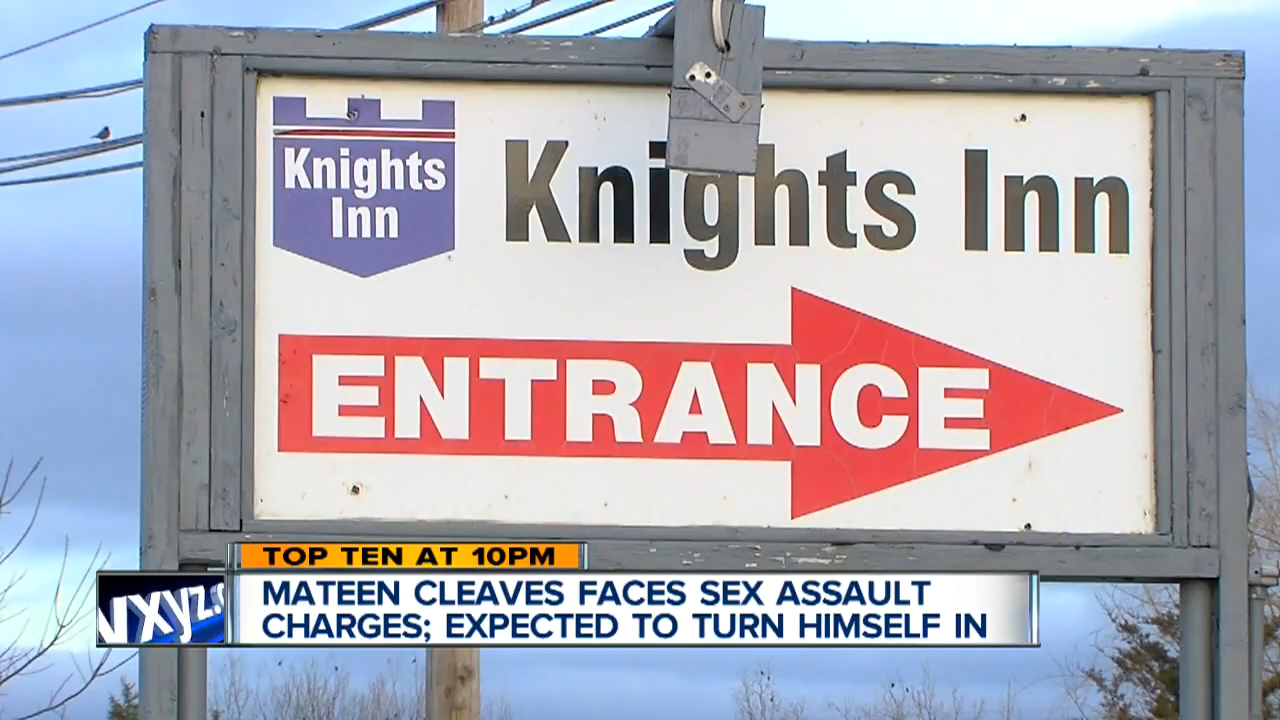 Knights
Inn
Knights Inn
ENTRANCE
TOP TEN AT 10PM
MATEEN CLEAVES FACES SEX ASSAULT
CHARGES; EXPECTED TO TURN HIMSELF IN